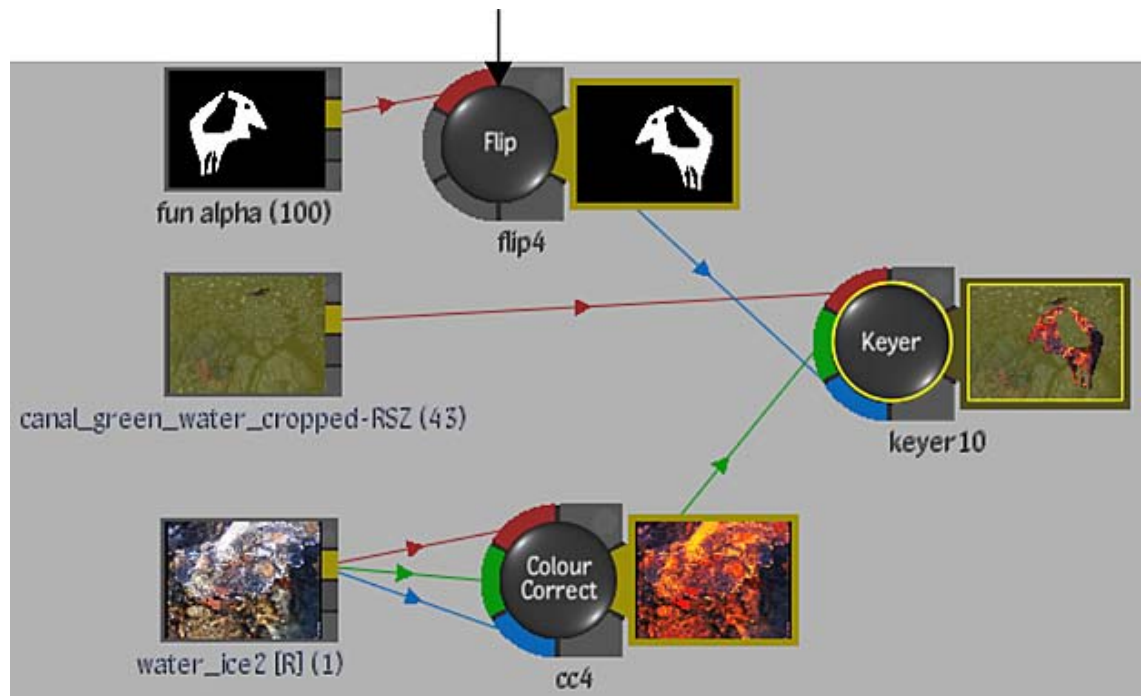 Flip
fun alpha (100)
flip4
Keyer
canal_green_water_cropped-RSZ (43)
keyer10
Colour
Correct
water_ice2 [R] (1)
cc4